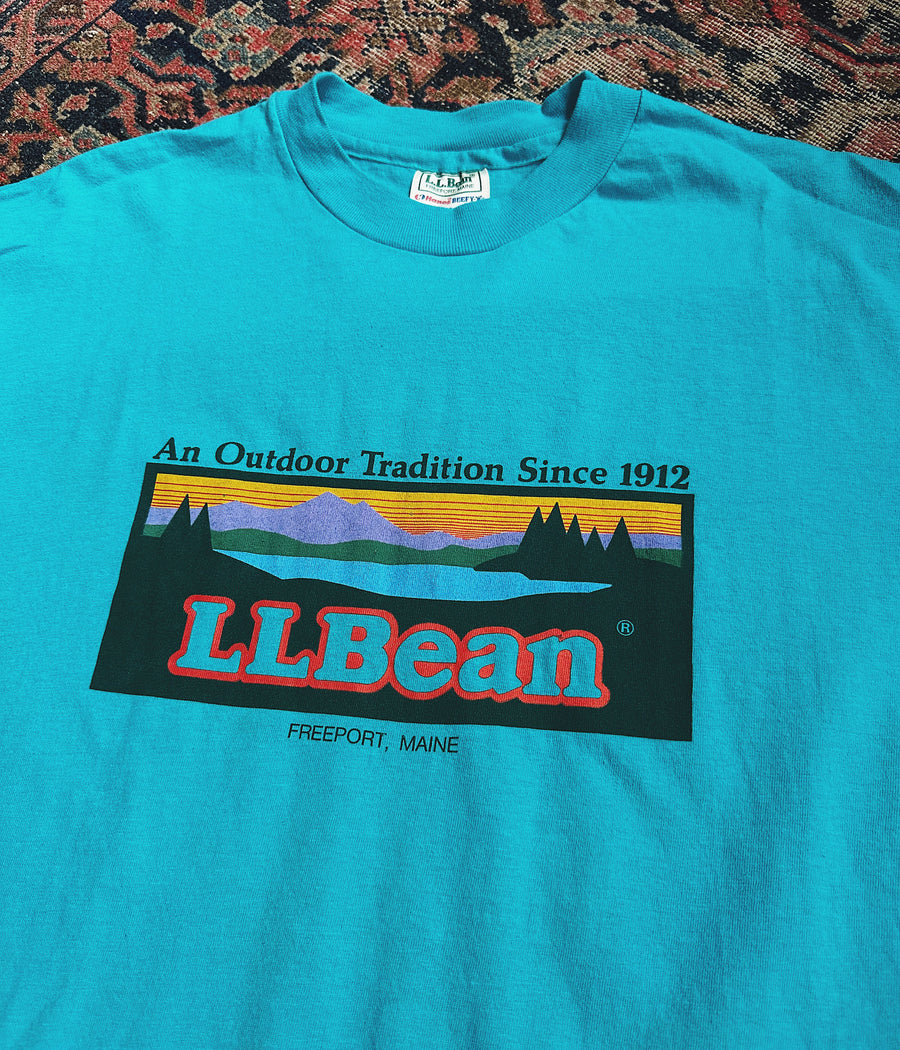 L.L.Bean®
FREEPORT, MAINE
Hanes BEEFY-
An Outdoor Tradition Since 1912
LLBean ®
FREEPORT, MAINE